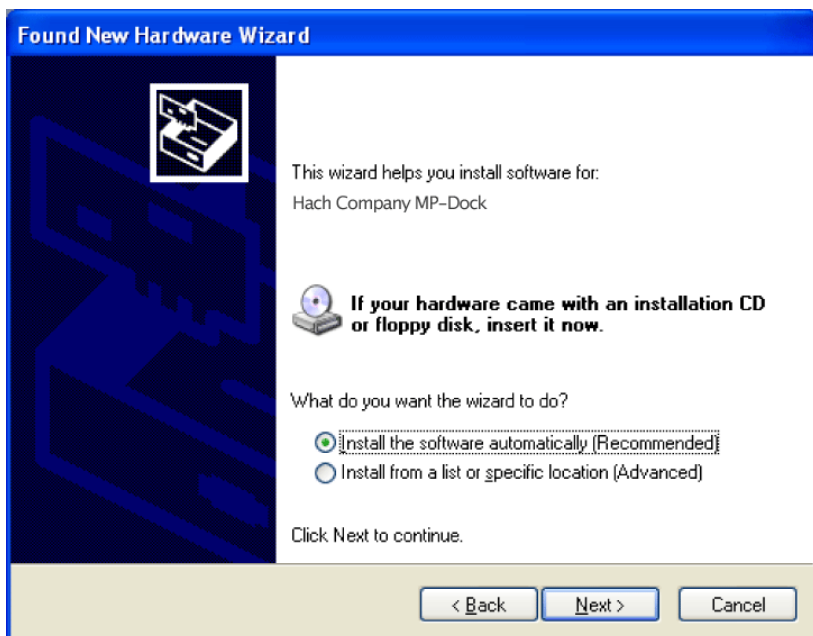 Found New Hardware Wizard
This wizard helps you install software for:
Hach Company MP-Dock
If your hardware came with an installation CD
or floppy disk, insert it now.
What do you want the wizard to do?
Install the software automatically (Recommended)
Install from a list or specific location (Advanced)
Click Next to continue.
< Back Next > Cancel